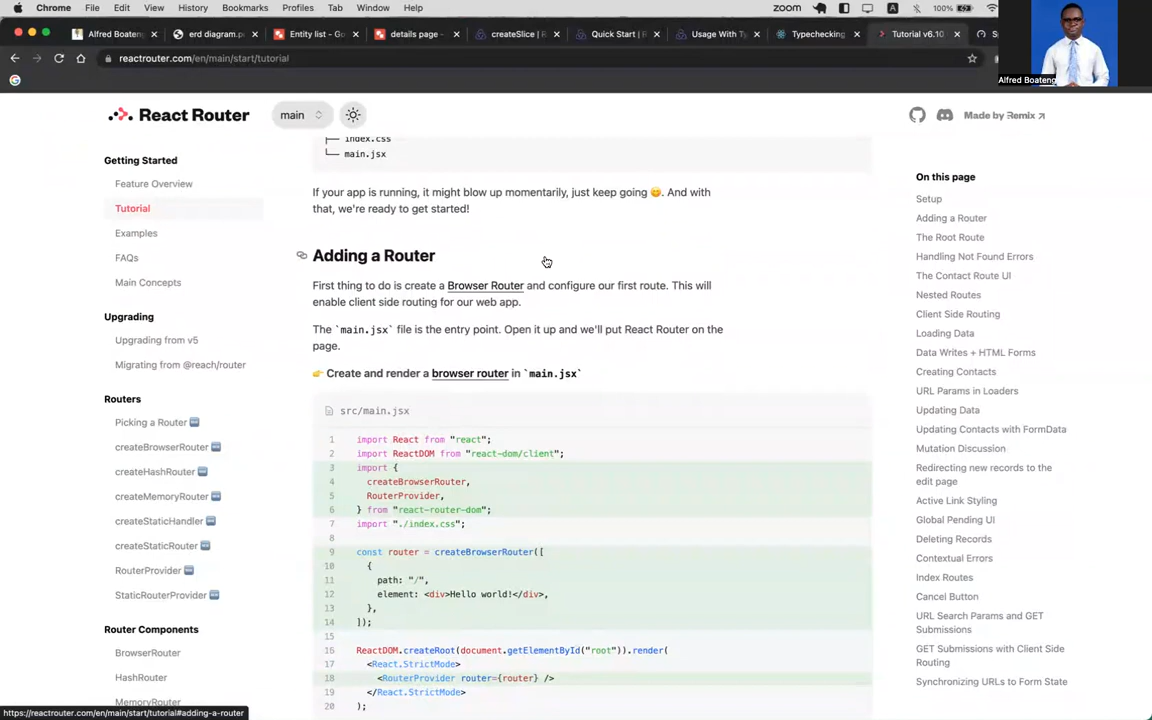 Chrome File Edit View History Bookmarks Profiles Tab Window Help zoom A 100%
Alfred Boateng erd diagram.p Entity list - Go details page - createSlice | R Quick Start | R Usage With Ty Typechecking Tutorial v6.10
reactrouter.com/en/main/start/tutorial
Alfred Boateng
React Router
main
Made by Remix ↗
Getting Started
Feature Overview
Tutorial
Examples
FAQs
Main Concepts
Upgrading
Upgrading from v5
Migrating from @reach/router
Routers
Picking a Router
createBrowserRouter
createHashRouter
createMemoryRouter
createStaticHandler
createStaticRouter
RouterProvider
StaticRouterProvider
Router Components
BrowserRouter
HashRouter
MemoryRouter
https://reactrouter.com/en/main/start/tutorial#adding-a-router
├── index.css
└── main.jsx
If your app is running, it might blow up momentarily, just keep going 😋. And with
that, we're ready to get started!
Adding a Router
First thing to do is create a Browser Router and configure our first route. This will
enable client side routing for our web app.
The `main.jsx` file is the entry point. Open it up and we'll put React Router on the
page.
👉 Create and render a browser router in `main.jsx`
src/main.jsx
1 import React from "react";
2 import ReactDOM from "react-dom/client";
3 import {
4 createBrowserRouter,
5 RouterProvider,
6 } from "react-router-dom";
7 import "./index.css";
8
9 const router = createBrowserRouter([
10 {
11 path: "/",
12 element: <div>Hello world!</div>,
13 },
14 ]);
15
16 ReactDOM.createRoot(document.getElementById("root")).render(
17 <React.StrictMode>
18 <RouterProvider router={router} />
19 </React.StrictMode>
20 );
On this page
Setup
Adding a Router
The Root Route
Handling Not Found Errors
The Contact Route UI
Nested Routes
Client Side Routing
Loading Data
Data Writes + HTML Forms
Creating Contacts
URL Params in Loaders
Updating Data
Updating Contacts with FormData
Mutation Discussion
Redirecting new records to the
edit page
Active Link Styling
Global Pending UI
Deleting Records
Contextual Errors
Index Routes
Cancel Button
URL Search Params and GET
Submissions
GET Submissions with Client Side
Routing
Synchronizing URLs to Form State